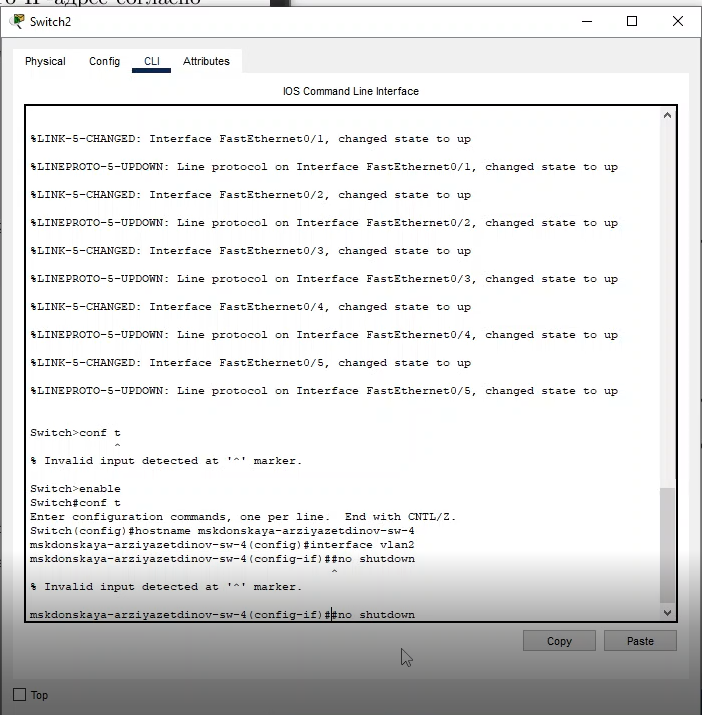 Switch2
Physical Config CLI Attributes
IOS Command Line Interface
%LINK-5-CHANGED: Interface FastEthernet0/1, changed state to up
%LINEPROTO-5-UPDOWN: Line protocol on Interface FastEthernet0/1, changed state to up
%LINK-5-CHANGED: Interface FastEthernet0/2, changed state to up
%LINEPROTO-5-UPDOWN: Line protocol on Interface FastEthernet0/2, changed state to up
%LINK-5-CHANGED: Interface FastEthernet0/3, changed state to up
%LINEPROTO-5-UPDOWN: Line protocol on Interface FastEthernet0/3, changed state to up
%LINK-5-CHANGED: Interface FastEthernet0/4, changed state to up
%LINEPROTO-5-UPDOWN: Line protocol on Interface FastEthernet0/4, changed state to up
%LINK-5-CHANGED: Interface FastEthernet0/5, changed state to up
%LINEPROTO-5-UPDOWN: Line protocol on Interface FastEthernet0/5, changed state to up
Switch>conf t
^
% Invalid input detected at '^' marker.
Switch>enable
Switch#conf t
Enter configuration commands, one per line.  End with CNTL/Z.
Switch(config)#hostname mskdonskaya-arziyazetdinov-sw-4
mskdonskaya-arziyazetdinov-sw-4(config)#interface vlan2
mskdonskaya-arziyazetdinov-sw-4(config-if)##no shutdown
^
% Invalid input detected at '^' marker.
mskdonskaya-arziyazetdinov-sw-4(config-if)##no shutdown
Copy Paste
Top